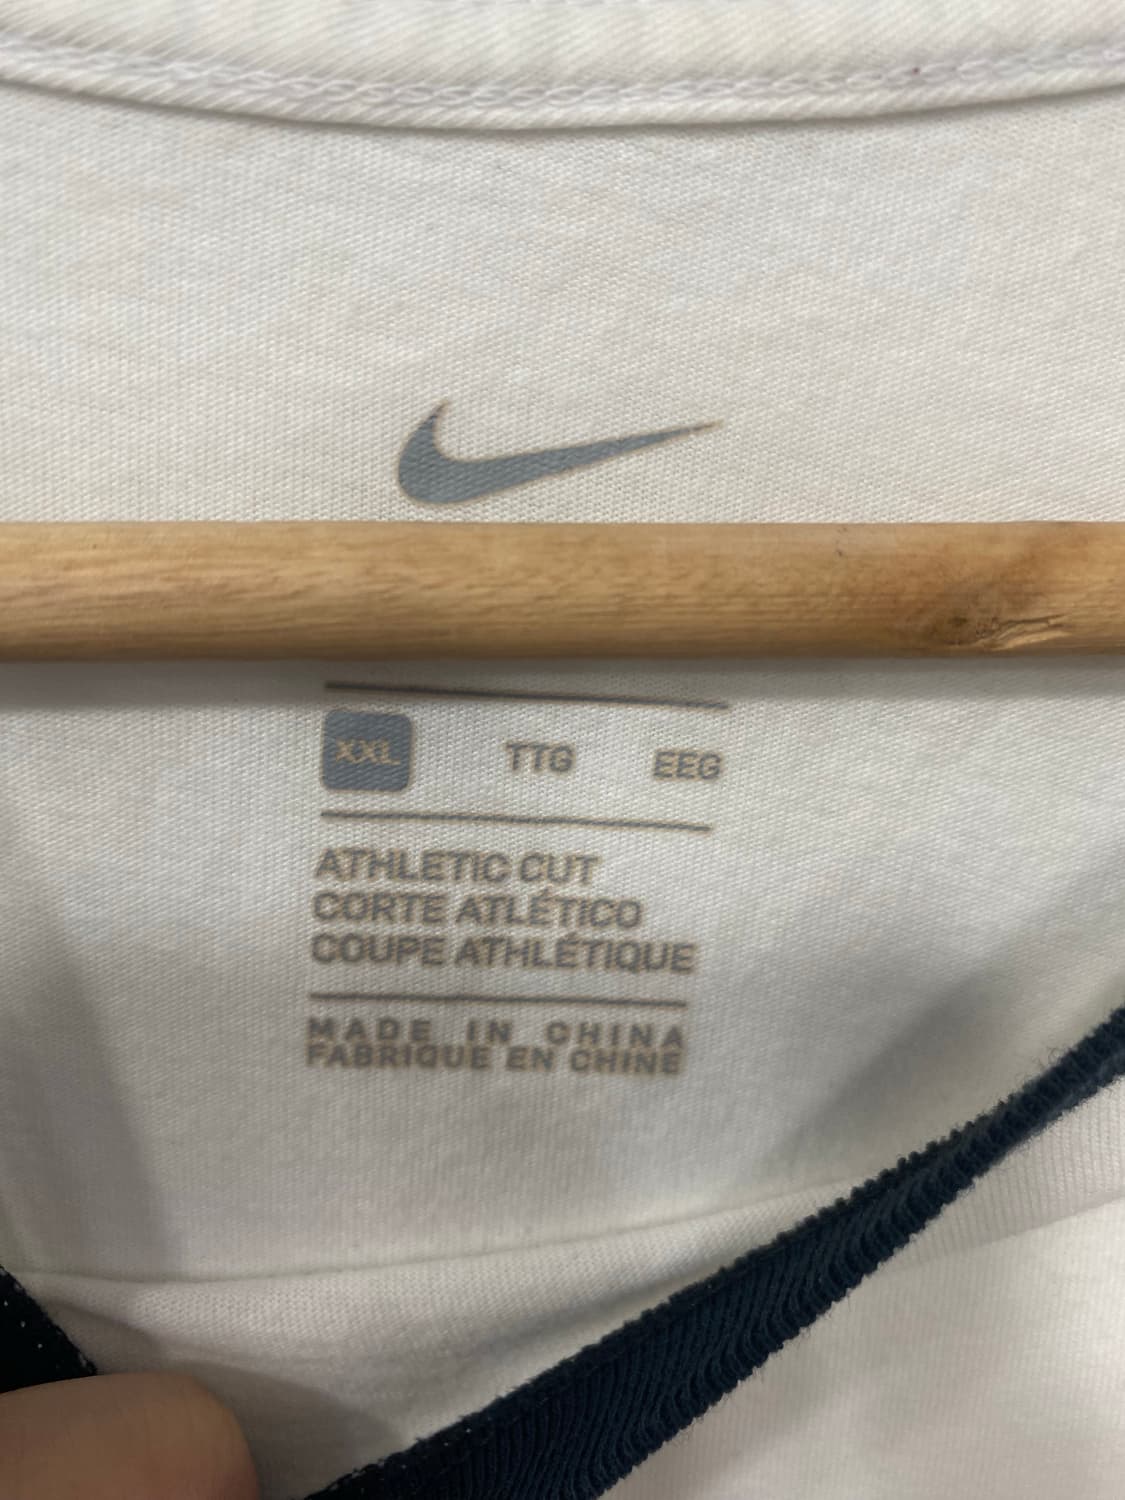 XXL TTG EEG
ATHLETIC CUT
CORTE ATLÉTICO
COUPE ATHLÉTIQUE
MADE IN CHINA
FABRIQUE EN CHINE